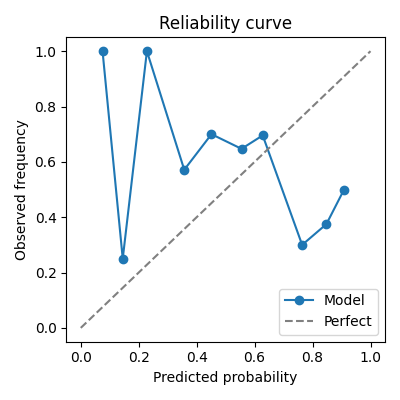 Reliability curve
Observed frequency
1.0
0.8
0.6
0.4
0.2
0.0
Model
Perfect
0.0 0.2 0.4 0.6 0.8 1.0
Predicted probability